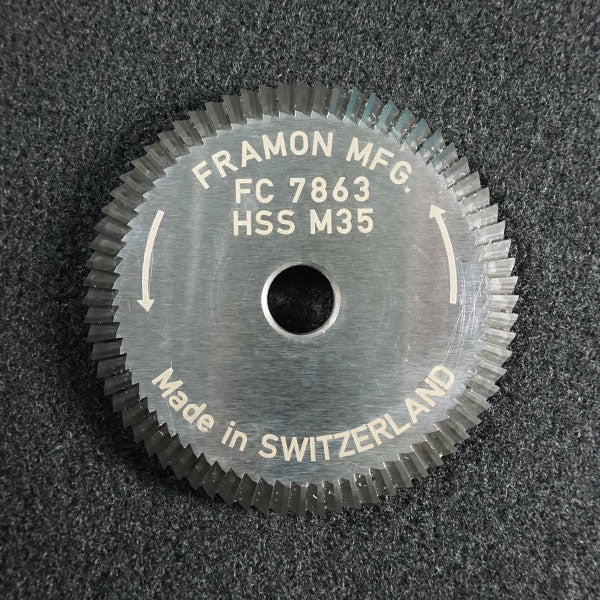 FRAMON MFG.
FC 7863
HSS M35
Made in SWITZERLAND